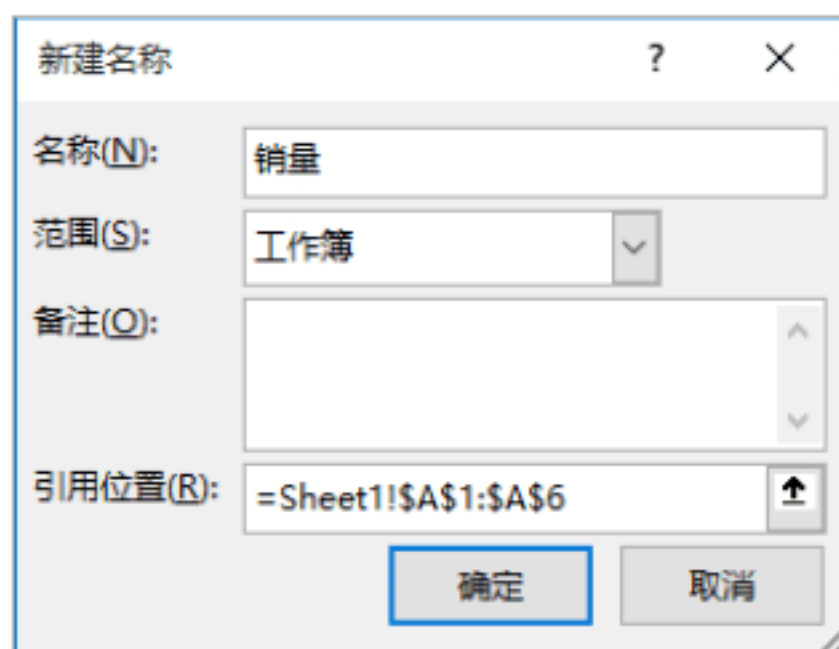 新建名称 ?
名称(N): 销量
范围(S): 工作簿
备注(O):
引用位置(R): =Sheet1!$A$1:$A$6
确定 取消